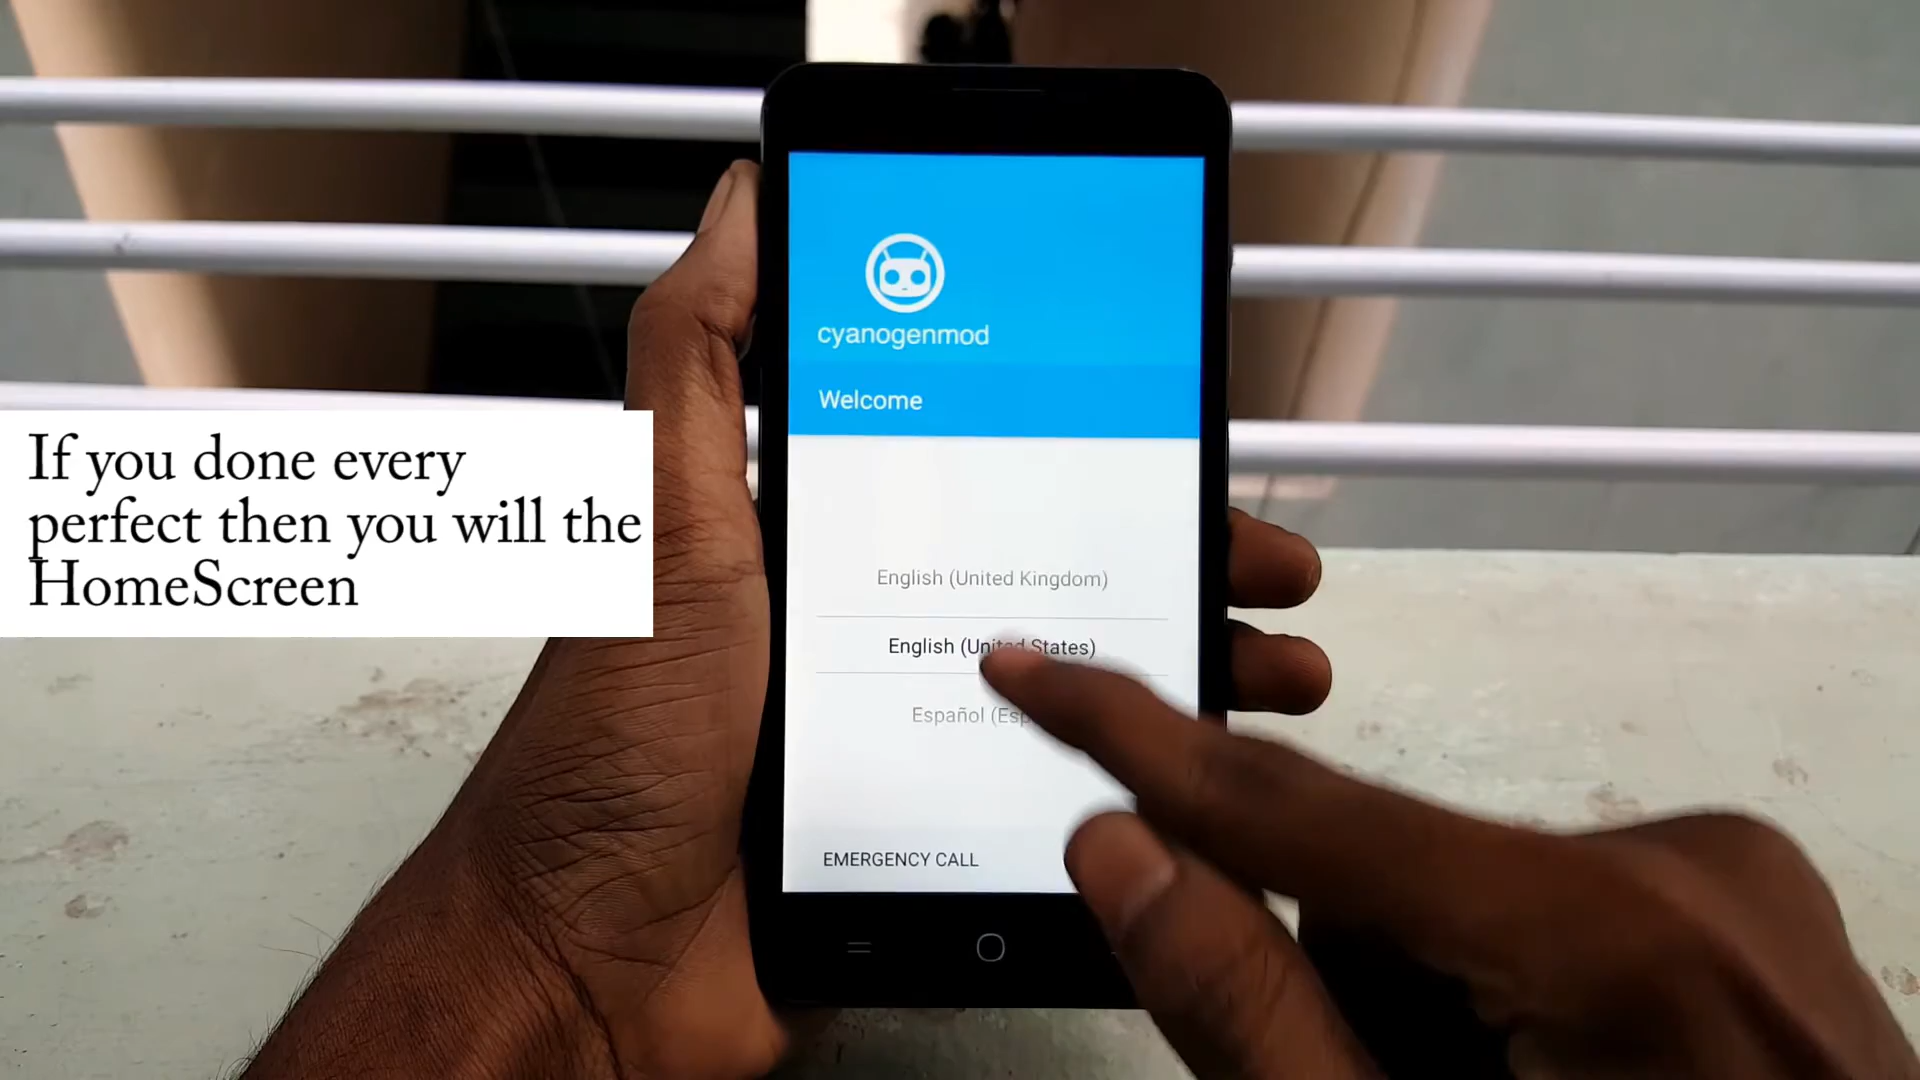 cyanogenmod
Welcome
If you done every
perfect then you will the
HomeScreen
English (United Kingdom)
English (United States)
Español
EMERGENCY CALL